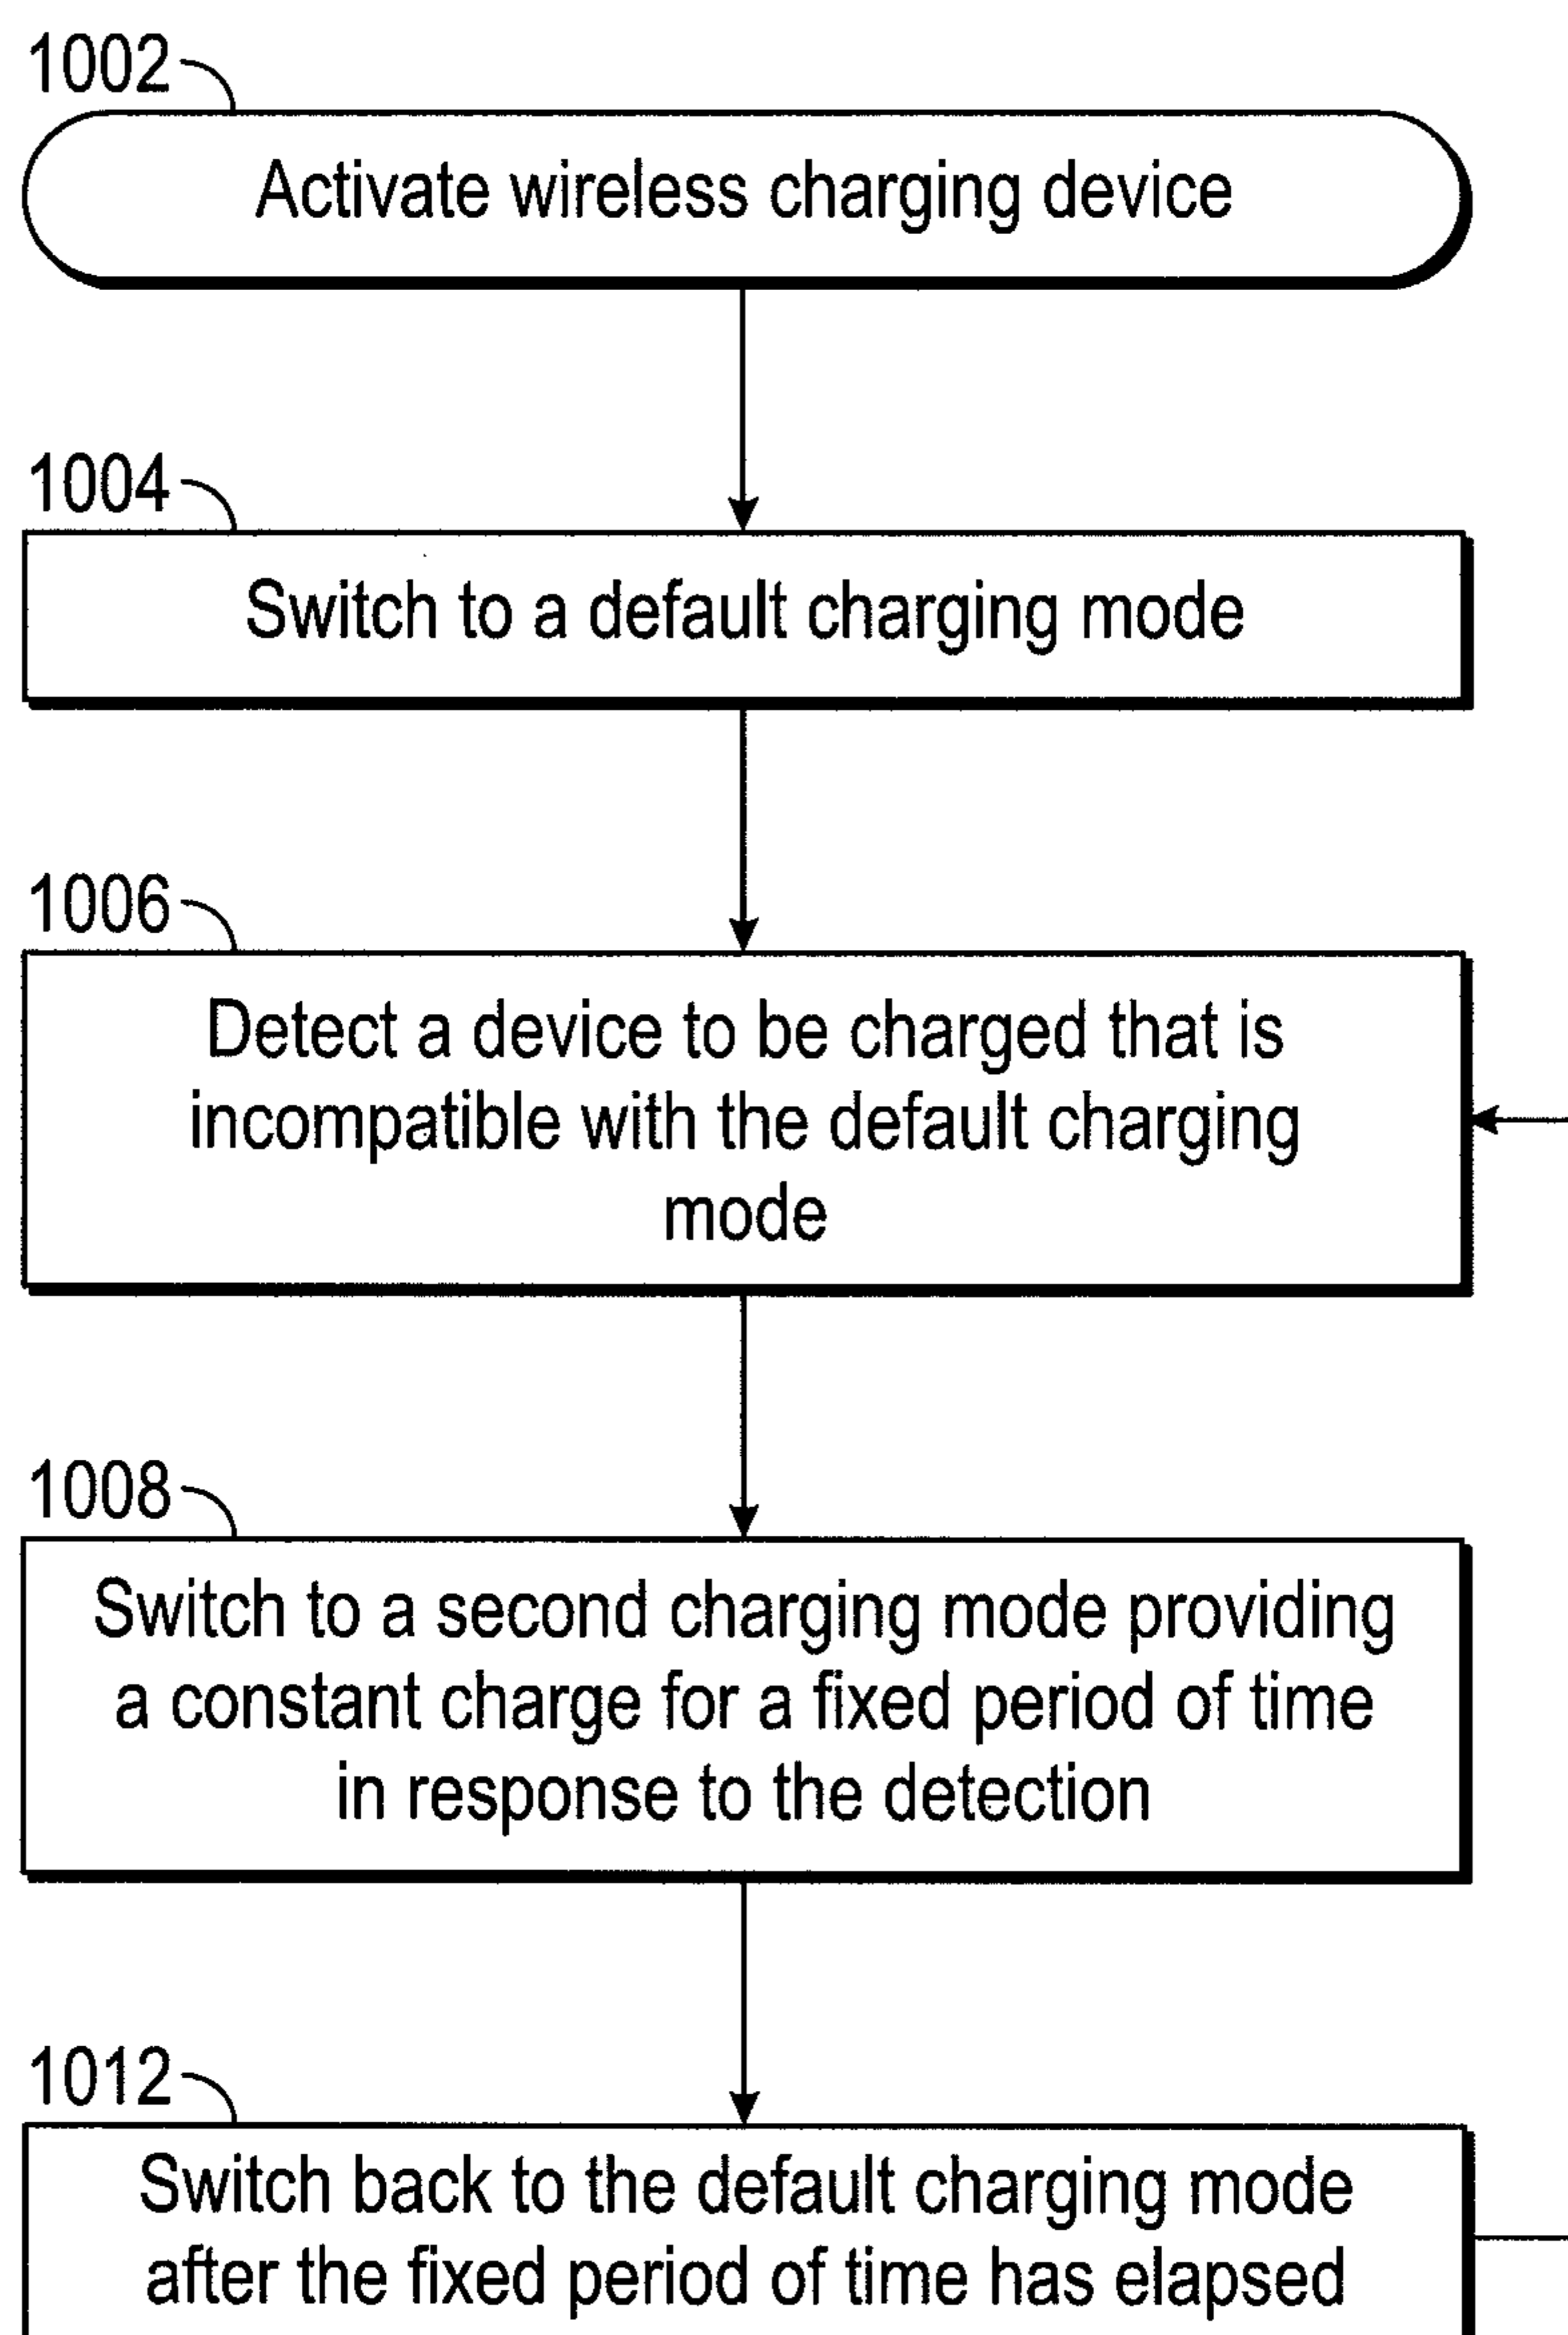 1002
Activate wireless charging device
1004
Switch to a default charging mode
1006
Detect a device to be charged that is
incompatible with the default charging
mode
1008
Switch to a second charging mode providing
a constant charge for a fixed period of time
in response to the detection
1012
Switch back to the default charging mode
after the fixed period of time has elapsed